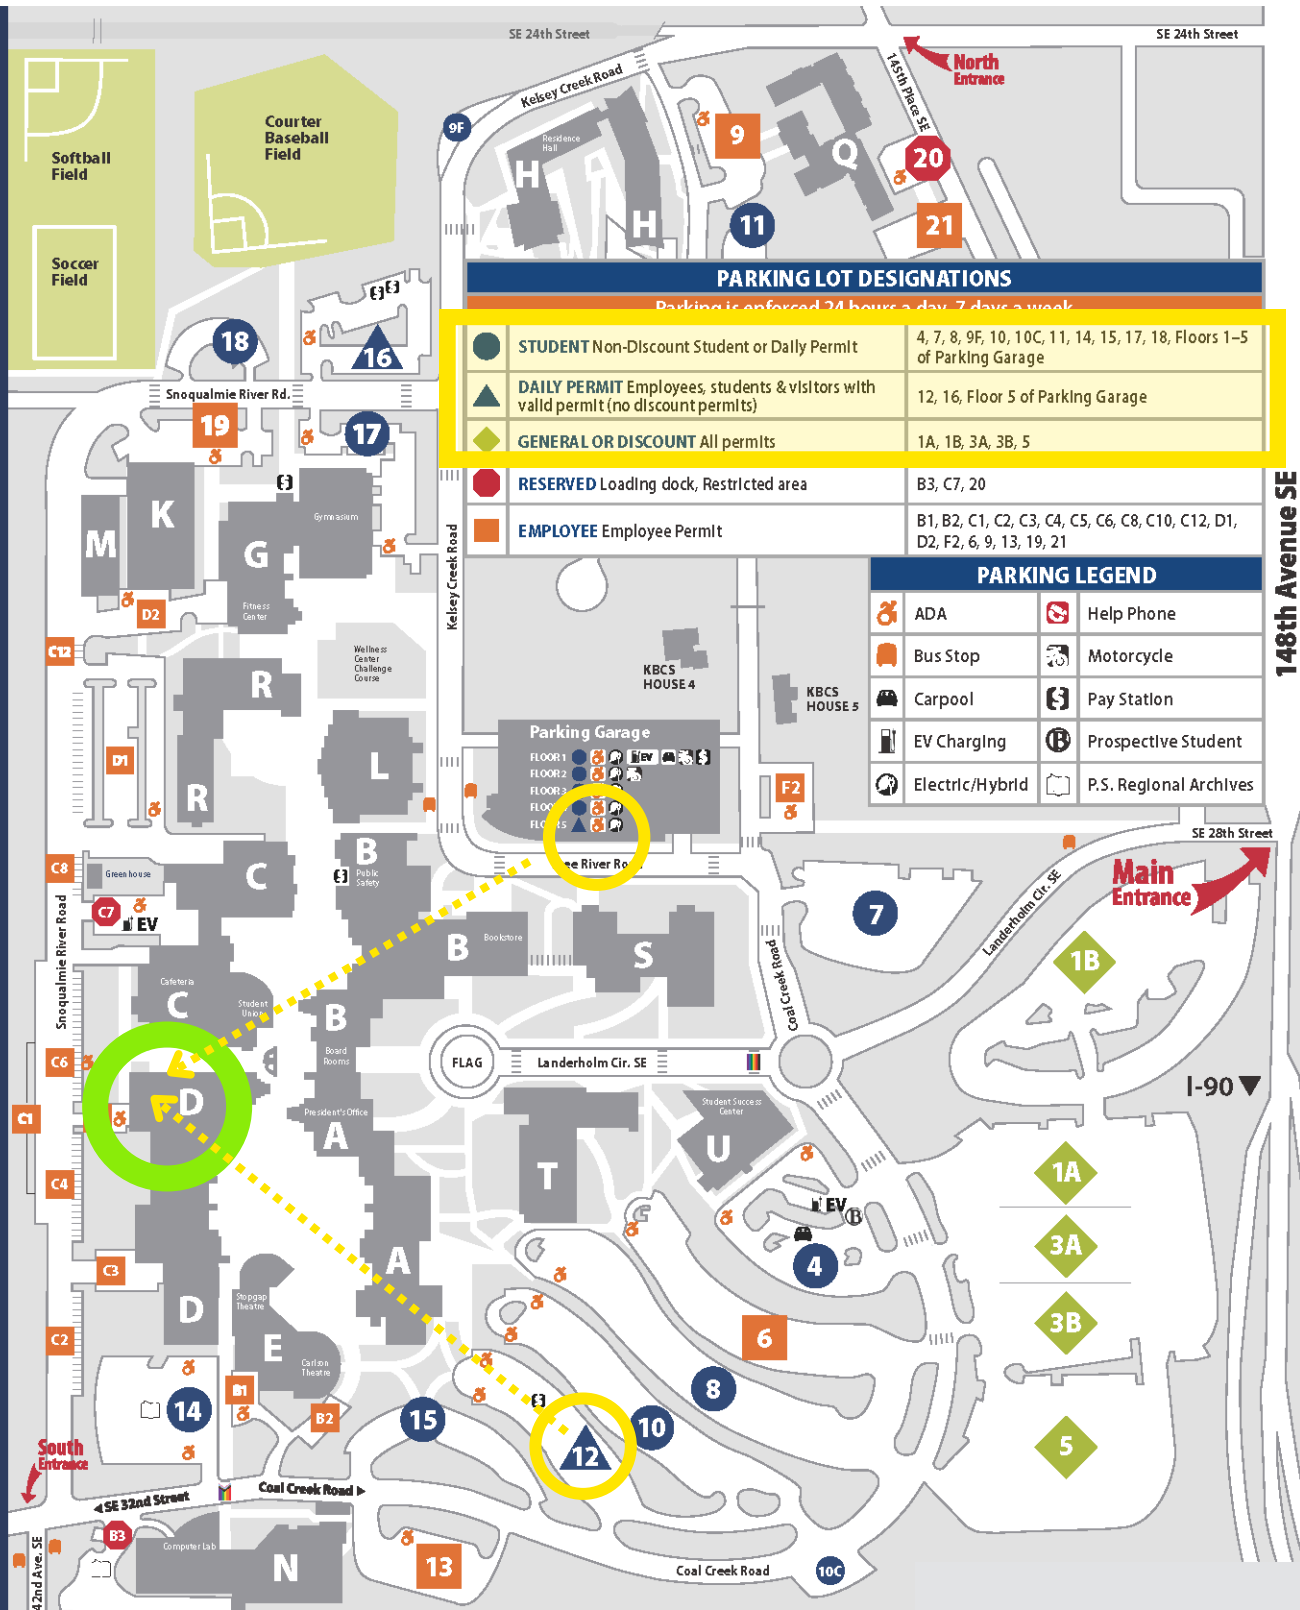 SE 24th Street
SE 24th Street
North
Entrance
Kelsey Creek Road
145th Place SE
9F
Softball
Field
Courter
Baseball
Field
Residence
Hall
H
H
9
Q
20
11
21
Soccer
Field
PARKING LOT DESIGNATIONS
Parking is enforced 24 hours a day, 7 days a week
STUDENT Non-Discount Student or Daily Permit
4, 7, 8, 9F, 10, 10C, 11, 14, 15, 17, 18, Floors 1–5
of Parking Garage
DAILY PERMIT Employees, students & visitors with
valid permit (no discount permits)
12, 16, Floor 5 of Parking Garage
GENERAL OR DISCOUNT All permits
1A, 1B, 3A, 3B, 5
RESERVED Loading dock, Restricted area
B3, C7, 20
EMPLOYEE Employee Permit
B1, B2, C1, C2, C3, C4, C5, C6, C8, C10, C12, D1,
D2, F2, 6, 9, 13, 19, 21
PARKING LEGEND
ADA
Help Phone
Bus Stop
Motorcycle
Carpool
Pay Station
EV Charging
Prospective Student
Electric/Hybrid
P.S. Regional Archives
148th Avenue SE
18
16
Snoqualmie River Rd.
19
17
K
M
G
Gymnasium
Fitness
Center
D2
C12
Kelsey Creek Road
Wellness
Center
Challenge
Course
R
KBCS
HOUSE 4
KBCS
HOUSE 5
D1
R
L
Parking Garage
FLOOR 1
EV
FLOOR 2
FLOOR 3
F2
SE 28th Street
Main
Entrance
C8
Greenhouse
C
B
Public
Safety
C7
EV
7
Landerholm Cir. SE
1B
Snoqualmie River Road
B
Bookstore
S
Coal Creek Road
Cafeteria
C
Student
Union
B
Board
Rooms
FLAG
Landerholm Cir. SE
C6
I-90
C1
D
President's Office
A
Student Success
Center
U
T
1A
C4
EV
B
3A
C3
A
4
D
Stopgap
Theatre
3B
C2
E
Carlson
Theatre
6
B1
8
14
B2
15
10
12
5
South
Entrance
Coal Creek Road
SE 32nd Street
B3
Computer Lab
N
13
Coal Creek Road
10C
42nd Ave. SE